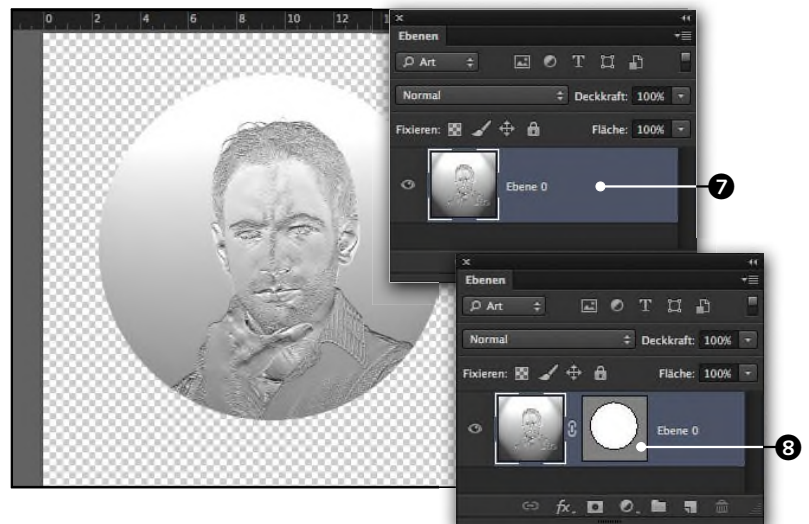 0 2 4 6 8 10 12
Ebenen
Art
T
Normal
Deckkraft: 100%
Fixieren:
Fläche: 100%
Ebene 0
7
Ebenen
Art
T
Normal
Deckkraft: 100%
Fixieren:
Fläche: 100%
Ebene 0
8
fx